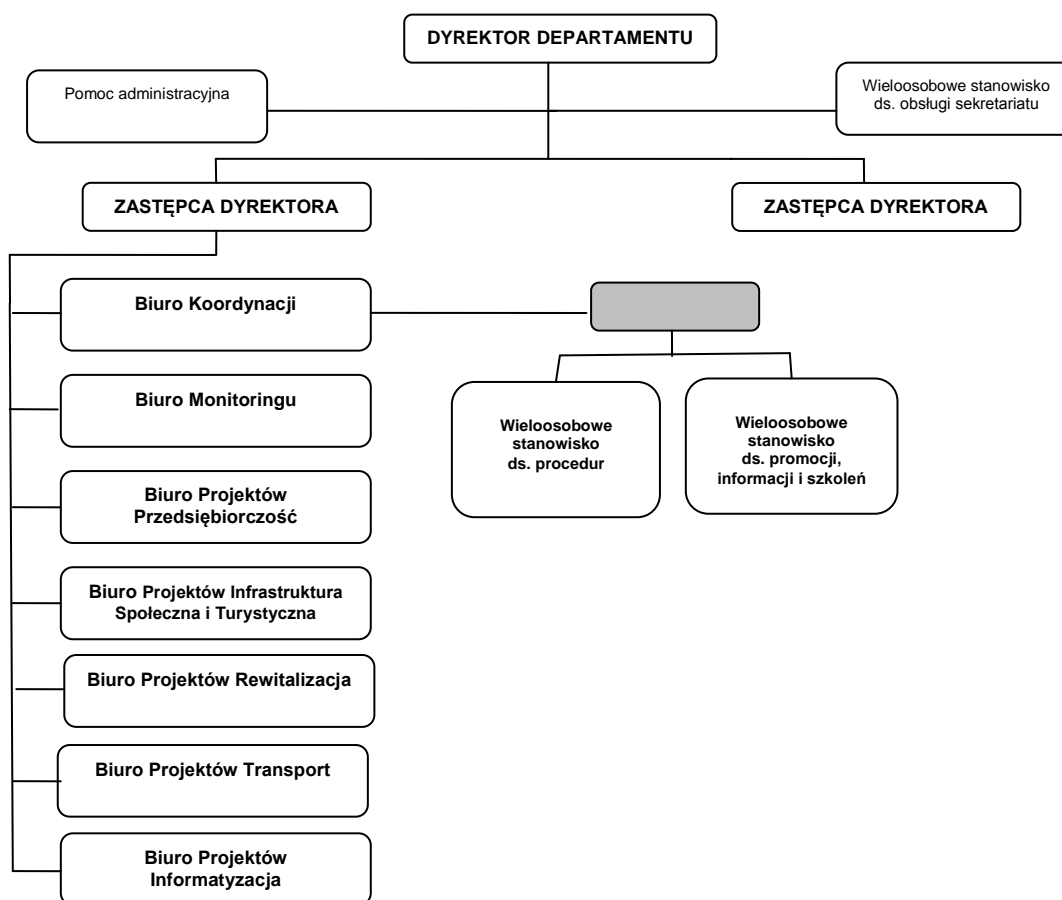 DYREKTOR DEPARTAMENTU
Pomoc administracyjna
Wieloosobowe stanowisko
ds. obsługi sekretariatu
ZASTĘPCA DYREKTORA
ZASTĘPCA DYREKTORA
Biuro Koordynacji
Biuro Monitoringu
Wieloosobowe
stanowisko
ds. procedur
Wieloosobowe
stanowisko
ds. promocji,
informacji i szkoleń
Biuro Projektów
Przedsiębiorczość
Biuro Projektów Infrastruktura
Społeczna i Turystyczna
Biuro Projektów Rewitalizacja
Biuro Projektów Transport
Biuro Projektów
Informatyzacja